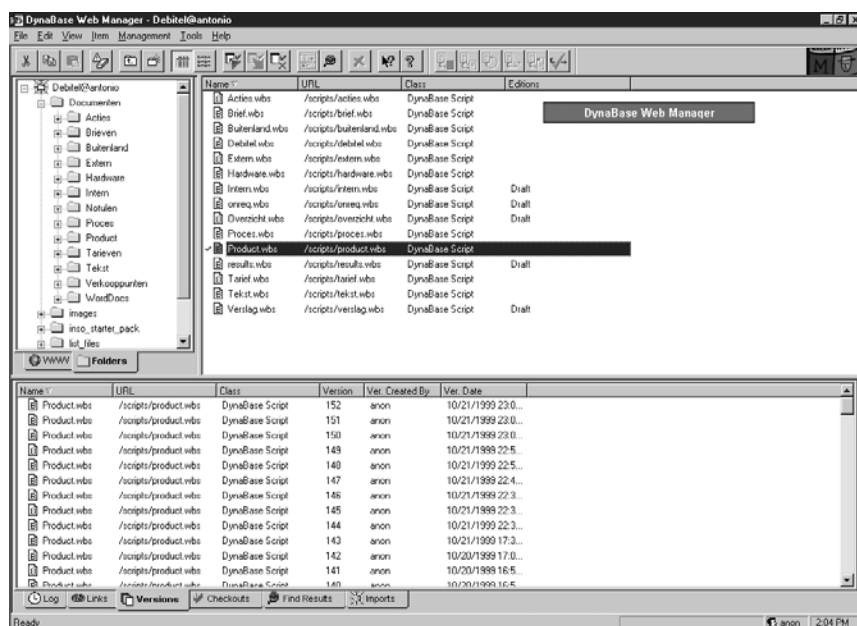 DynaBase Web Manager - Debitel@antonio
File Edit View Item Management Tools Help
Debitel@antonio
Documenten
Acties
Brieven
Buitenland
Extern
Hardware
Intern
Notulen
Proces
Product
Tarieven
Tekst
Verkooppunten
WordDocs
images
inso_starter_pack
list_files
WWW Folders
Name URL Class Editions
Acties.wbs /scripts/acties.wbs DynaBase Script
Brief.wbs /scripts/brief.wbs DynaBase Script
Buitenland.wbs /scripts/buitenland.wbs DynaBase Script
Debitel.wbs /scripts/debitel.wbs DynaBase Script
Extern.wbs /scripts/extern.wbs DynaBase Script
Hardware.wbs /scripts/hardware.wbs DynaBase Script
Intern.wbs /scripts/intern.wbs DynaBase Script Draft
onreq.wbs /scripts/onreq.wbs DynaBase Script Draft
Overzicht.wbs /scripts/overzicht.wbs DynaBase Script Draft
Proces.wbs /scripts/proces.wbs DynaBase Script
Product.wbs /scripts/product.wbs DynaBase Script
results.wbs /scripts/results.wbs DynaBase Script Draft
Tarief.wbs /scripts/tarief.wbs DynaBase Script
Tekst.wbs /scripts/tekst.wbs DynaBase Script
Verslag.wbs /scripts/verslag.wbs DynaBase Script Draft
DynaBase Web Manager
Name URL Class Version Ver. Created By Ver. Date
Product.wbs /scripts/product.wbs DynaBase Script 152 anon 10/21/1999 23:0...
Product.wbs /scripts/product.wbs DynaBase Script 151 anon 10/21/1999 23:0...
Product.wbs /scripts/product.wbs DynaBase Script 150 anon 10/21/1999 23:0...
Product.wbs /scripts/product.wbs DynaBase Script 149 anon 10/21/1999 22:5...
Product.wbs /scripts/product.wbs DynaBase Script 148 anon 10/21/1999 22:5...
Product.wbs /scripts/product.wbs DynaBase Script 147 anon 10/21/1999 22:4...
Product.wbs /scripts/product.wbs DynaBase Script 146 anon 10/21/1999 22:3...
Product.wbs /scripts/product.wbs DynaBase Script 145 anon 10/21/1999 22:3...
Product.wbs /scripts/product.wbs DynaBase Script 144 anon 10/21/1999 22:3...
Product.wbs /scripts/product.wbs DynaBase Script 143 anon 10/21/1999 17:3...
Product.wbs /scripts/product.wbs DynaBase Script 142 anon 10/20/1999 17:0...
Product.wbs /scripts/product.wbs DynaBase Script 141 anon 10/20/1999 16:5...
Product.wbs /scripts/product.wbs DynaBase Script 140 anon 10/20/1999 16:5...
Log Links Versions Checkouts Find Results Imports
Ready anon 2:04 PM